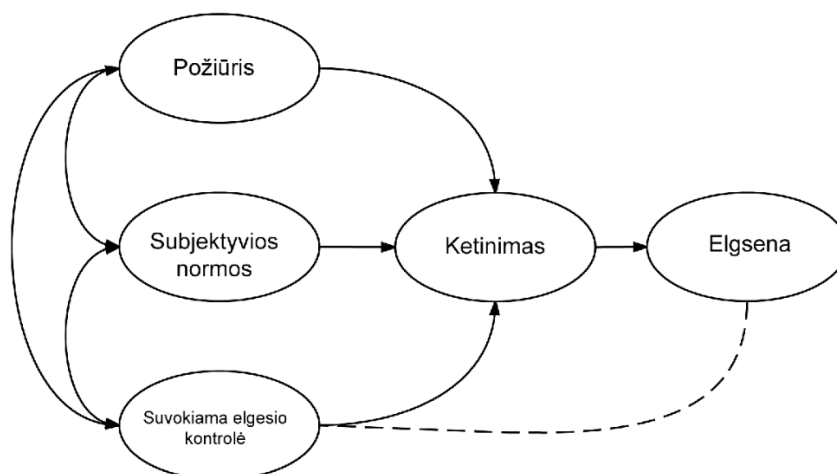 Požiūris
Subjektyvios
normos
Ketinimas
Elgsena
Suvokiama elgesio
kontrolė